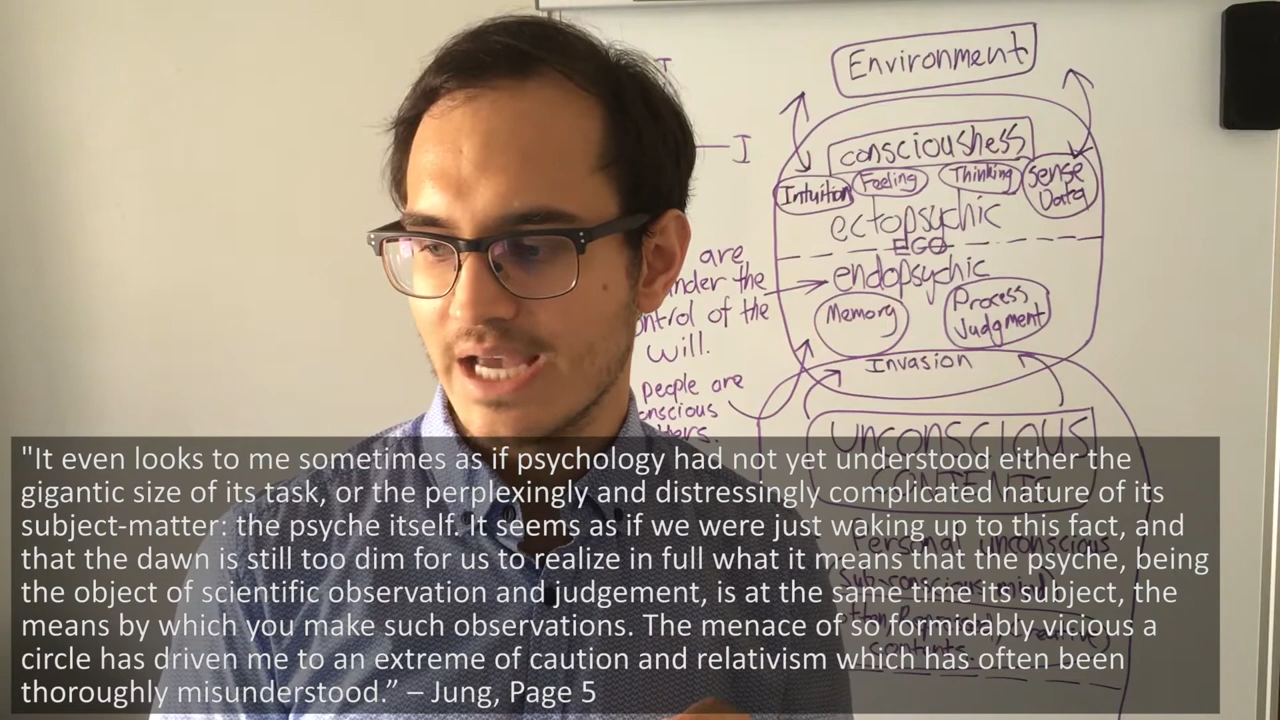 Environment
I
consciousness
Intuition
Feeling
Thinking
Sense
Data
ectopsychic
EGO
endopsychic
are
under the
control of the
will.
Memory
Process
Judgment
Invasion
people are
UNCONSCIOUS
"It even looks to me sometimes as if psychology had not yet understood either the
gigantic size of its task, or the perplexingly and distressingly complicated nature of its
subject-matter: the psyche itself. It seems as if we were just waking up to this fact, and
that the dawn is still too dim for us to realize in full what it means that the psyche, being
the object of scientific observation and judgement, is at the same time its subject, the
means by which you make such observations. The menace of so formidably vicious a
circle has driven me to an extreme of caution and relativism which has often been
thoroughly misunderstood.” – Jung, Page 5
Personal unconscious